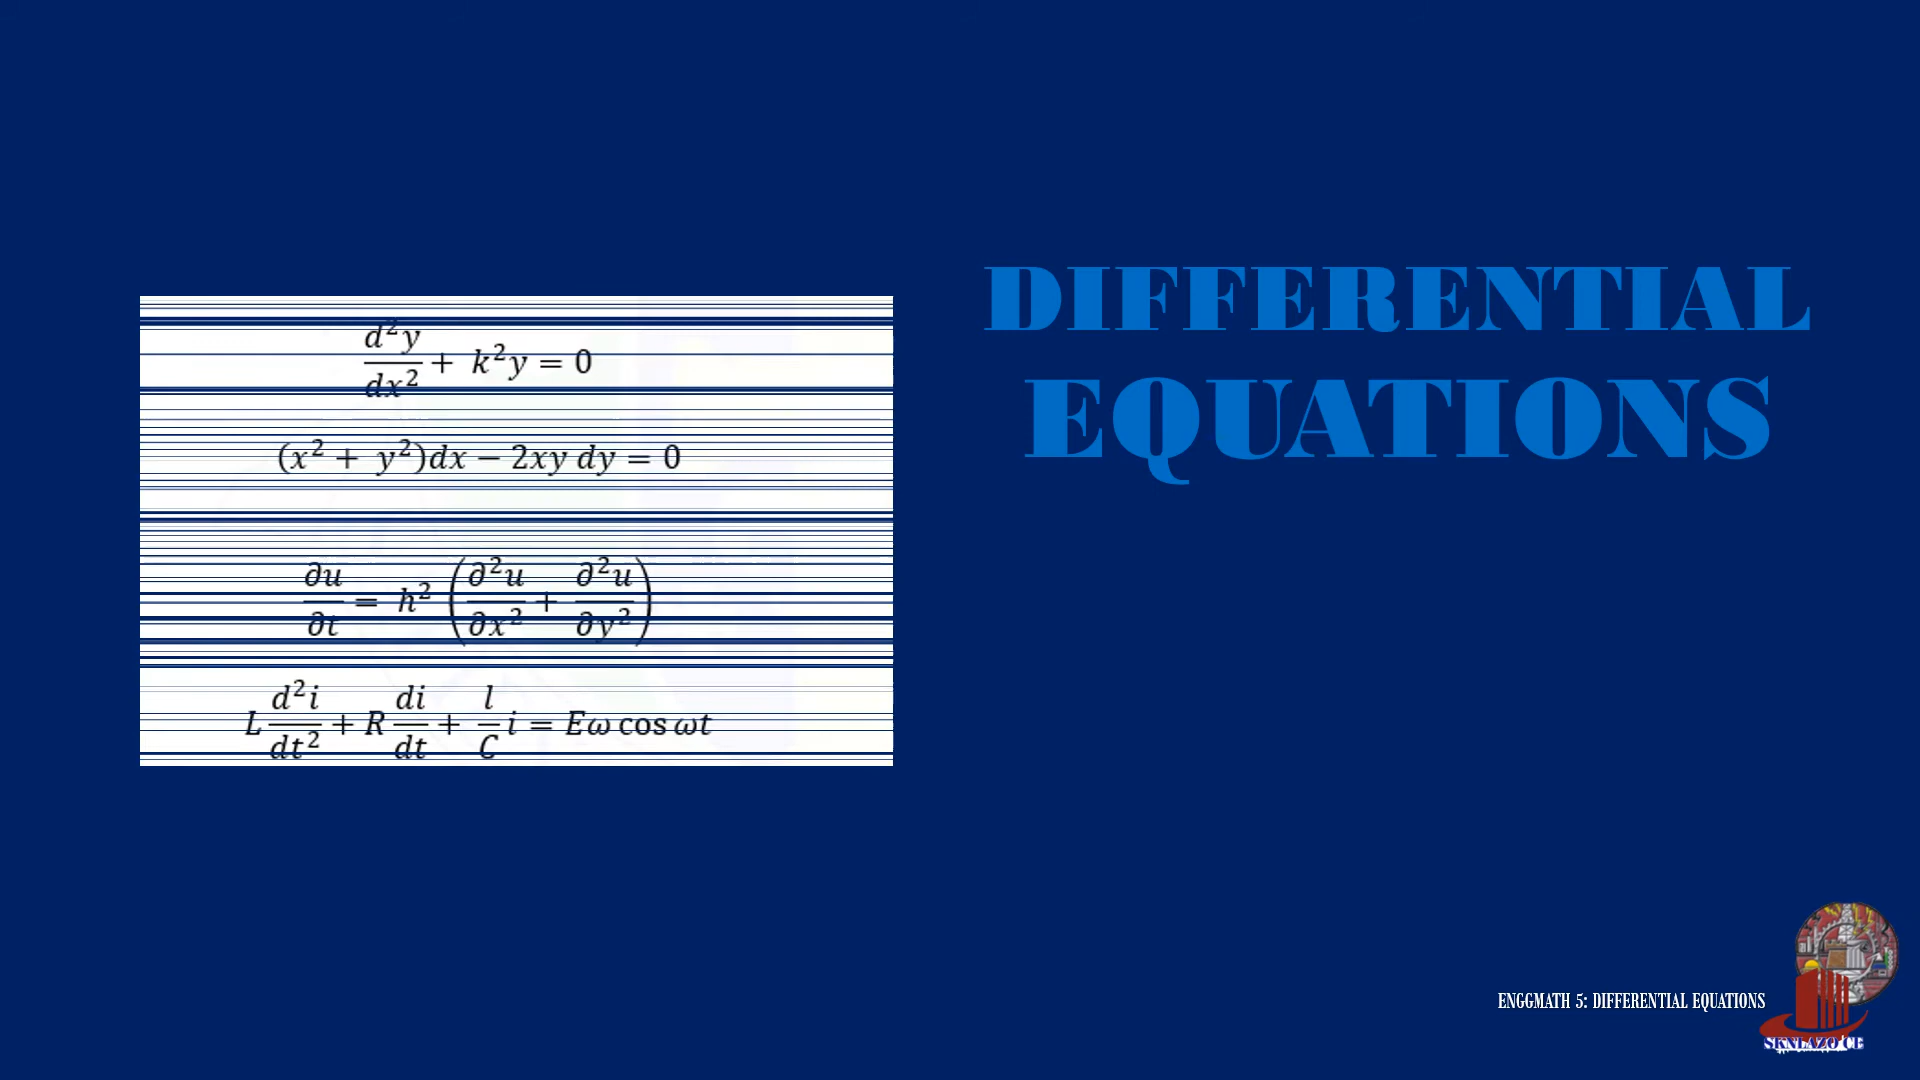 DIFFERENTIAL
EQUATIONS
d²y/dx² + k²y = 0
(x² + y²)dx − 2xy dy = 0
∂u/∂t = h² (∂²u/∂x² + ∂²u/∂y²)
L d²i/dt² + R di/dt + l/C i = Eω cos ωt
ENGGMATH 5: DIFFERENTIAL EQUATIONS